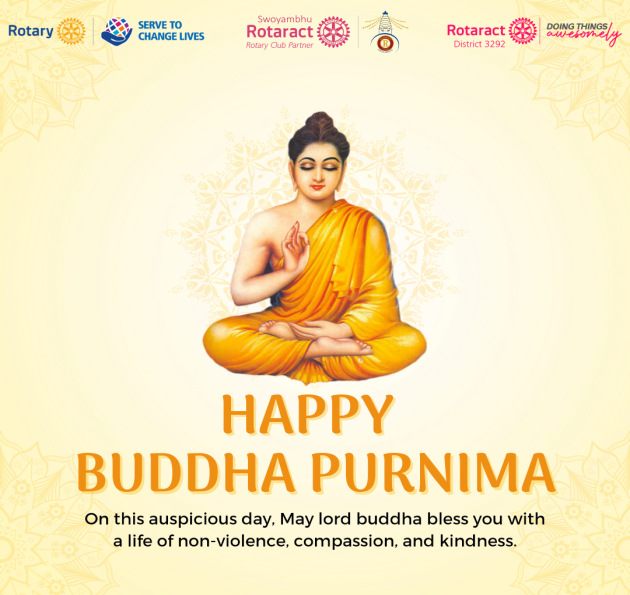 Rotary
SERVE TO
CHANGE LIVES
Swoyambhu
Rotaract
Rotary Club Partner
Rotaract
District 3292
DOING THINGS
awesomely
HAPPY
BUDDHA PURNIMA
On this auspicious day, May lord buddha bless you with
a life of non-violence, compassion, and kindness.